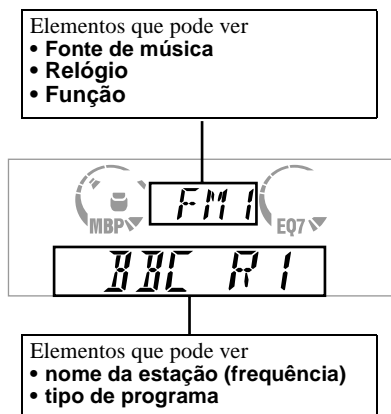 Elementos que pode ver
• Fonte de música
• Relógio
• Função
FM1
MBP
EQ7
BBC R1
Elementos que pode ver
• nome da estação (frequência)
• tipo de programa